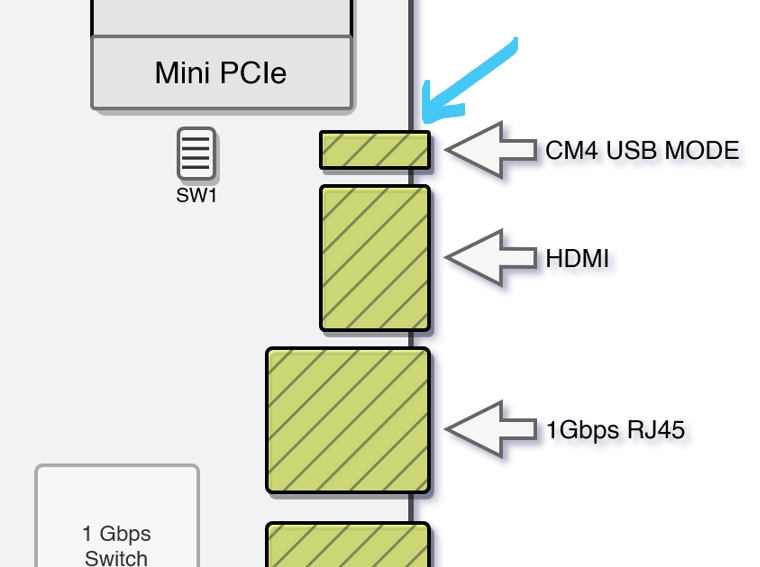 Mini PCIe
CM4 USB MODE
SW1
HDMI
1Gbps RJ45
1 Gbps
Switch